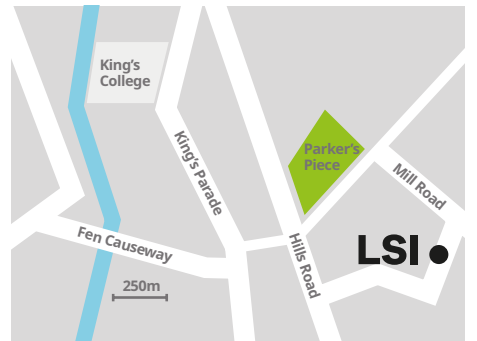 King's
College
King's Parade
Parker's
Piece
Mill Road
Fen Causeway
Hills Road
LSI
250m